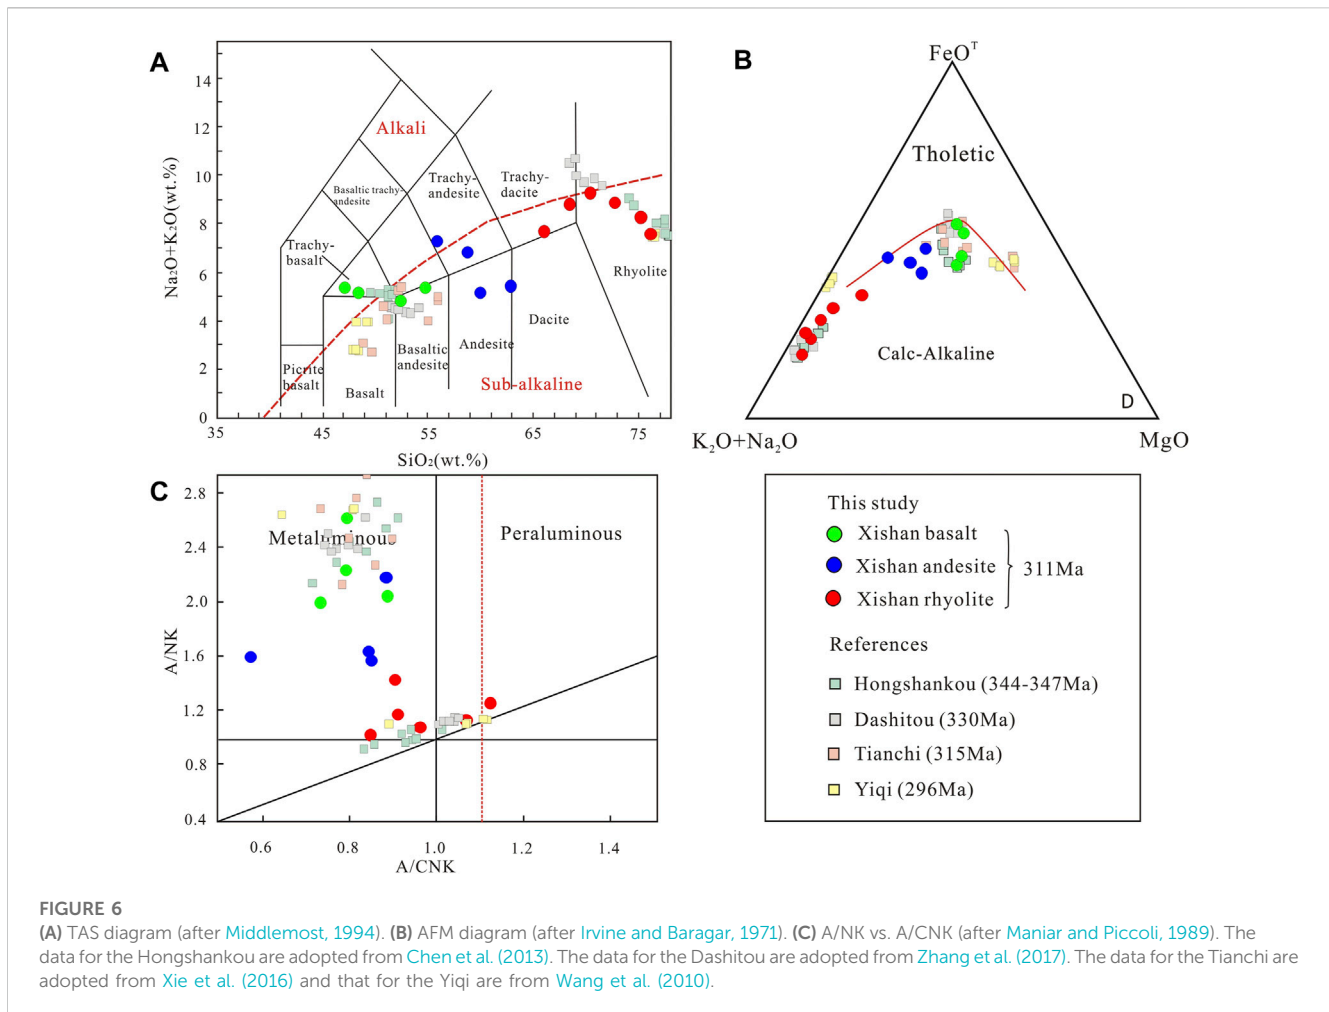 A
Na₂O+K₂O(wt.%)
14
12
10
8
6
4
2
0
35
45
55
65
75
SiO₂(wt.%)
Alkali
Basaltic trachy-
andesite
Trachy-
andesite
Trachy-
dacite
Trachy-
basalt
Rhyolite
Dacite
Andesite
Basaltic
andesite
Sub-alkaline
Picrite
basalt
Basalt
B
FeOᵀ
Tholetic
Calc-Alkaline
D
K₂O+Na₂O
MgO
C
A/NK
2.8
2.4
2.0
1.6
1.2
0.8
0.4
0.6
0.8
1.0
1.2
1.4
A/CNK
Metaluminous
Peraluminous
This study
Xishan basalt
Xishan andesite
Xishan rhyolite
311Ma
References
Hongshankou (344-347Ma)
Dashitou (330Ma)
Tianchi (315Ma)
Yiqi (296Ma)
FIGURE 6
(A) TAS diagram (after Middlemost, 1994). (B) AFM diagram (after Irvine and Baragar, 1971). (C) A/NK vs. A/CNK (after Maniar and Piccoli, 1989). The
data for the Hongshankou are adopted from Chen et al. (2013). The data for the Dashitou are adopted from Zhang et al. (2017). The data for the Tianchi are
adopted from Xie et al. (2016) and that for the Yiqi are from Wang et al. (2010).